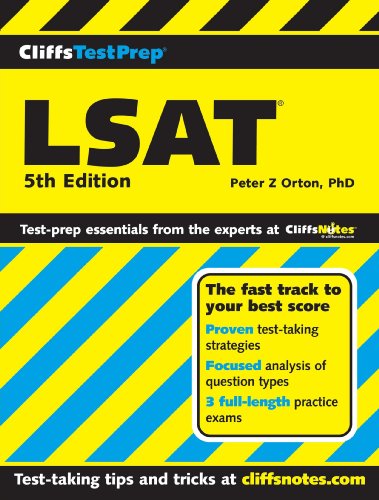 CliffsTestPrep®
LSAT®
5th Edition
Peter Z Orton, PhD
Test-prep essentials from the experts at CliffsNotes™
® cliffsnotes.com
The fast track to
your best score
Proven test-taking
strategies
Focused analysis of
question types
3 full-length practice
exams
Test-taking tips and tricks at cliffsnotes.com